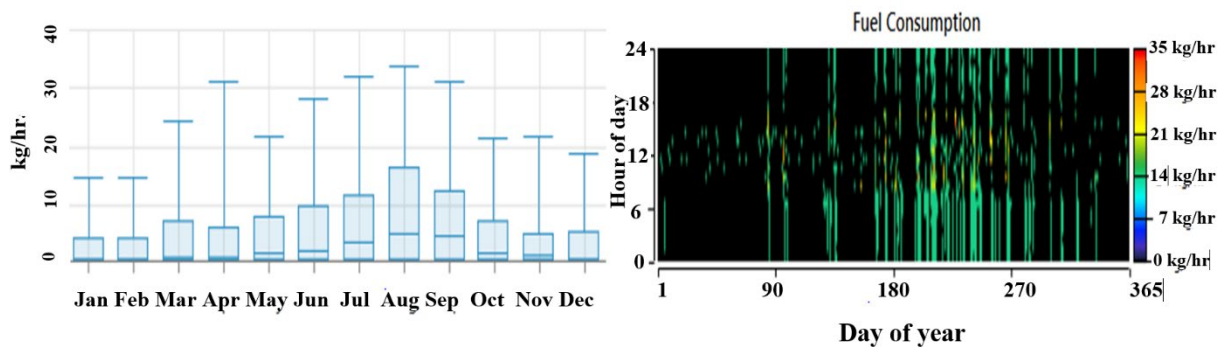 40
30
20
10
0
kg/hr.
Jan Feb Mar Apr May Jun Jul Aug Sep Oct Nov Dec
Fuel Consumption
24
18
12
6
0
Hour of day
1 90 180 270 365
Day of year
35 kg/hr
28 kg/hr
21 kg/hr
14 kg/hr
7 kg/hr
0 kg/hr